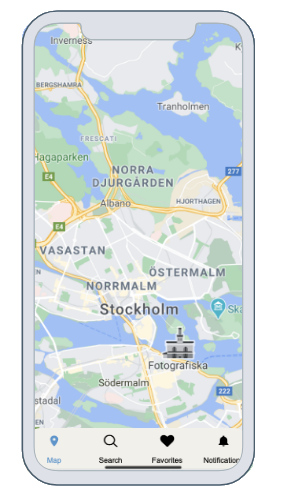 Inverness
K
BERGSHAMRA
Tranholmen
FRESCATI
Hagaparken
NORRA
DJURGÅRDEN
277
E4
Albano
HJORTHAGEN
E4
VASASTAN
ÖSTERMALM
NORRMALM
Stockholm
Ska
Fotografiska
Södermalm
222
stadal
Map
Search
Favorites
Notification